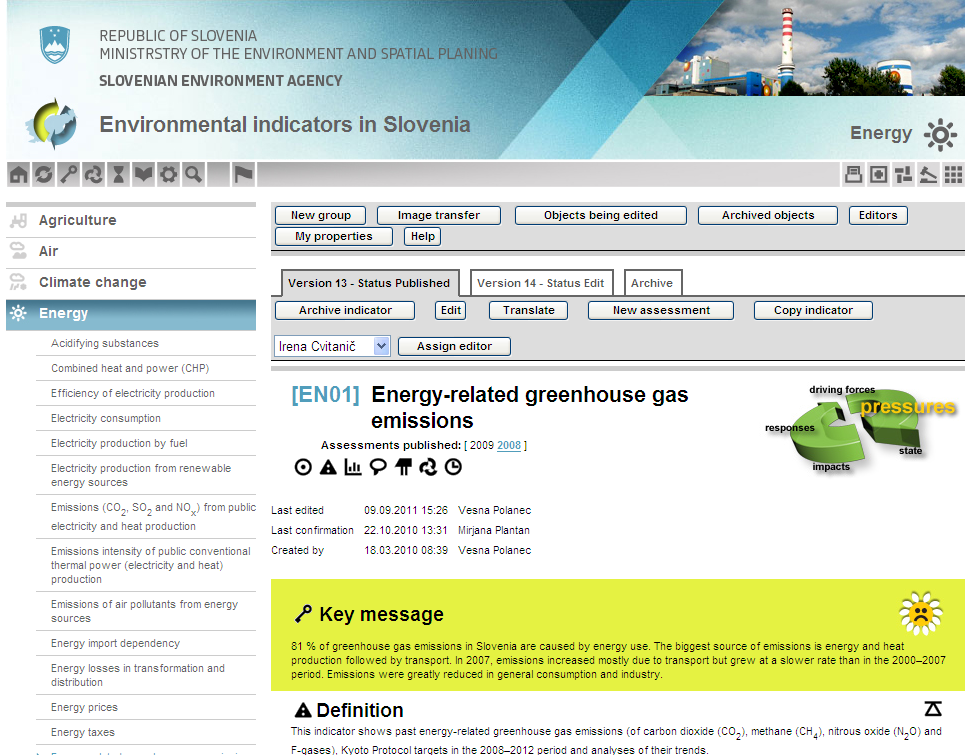 REPUBLIC OF SLOVENIA
MINISTRSTRY OF THE ENVIRONMENT AND SPATIAL PLANING
SLOVENIAN ENVIRONMENT AGENCY
Environmental indicators in Slovenia
Energy
Agriculture
Air
Climate change
Energy
Acidifying substances
Combined heat and power (CHP)
Efficiency of electricity production
Electricity consumption
Electricity production by fuel
Electricity production from renewable
energy sources
Emissions (CO2, SO2 and NOx) from public
electricity and heat production
Emissions intensity of public conventional
thermal power (electricity and heat)
production
Emissions of air pollutants from energy
sources
Energy import dependency
Energy losses in transformation and
distribution
Energy prices
Energy taxes
New group Image transfer Objects being edited Archived objects Editors
My properties Help
Version 13 - Status Published Version 14 - Status Edit Archive
Archive indicator Edit Translate New assessment Copy indicator
Irena Cvitanič Assign editor
[EN01] Energy-related greenhouse gas
emissions
Assessments published: [ 2009 2008 ]
driving forces
pressures
responses
state
impacts
Last edited 09.09.2011 15:26 Vesna Polanec
Last confirmation 22.10.2010 13:31 Mirjana Plantan
Created by 18.03.2010 08:39 Vesna Polanec
Key message
81 % of greenhouse gas emissions in Slovenia are caused by energy use. The biggest source of emissions is energy and heat
production followed by transport. In 2007, emissions increased mostly due to transport but grew at a slower rate than in the 2000–2007
period. Emissions were greatly reduced in general consumption and industry.
Definition
This indicator shows past energy-related greenhouse gas emissions (of carbon dioxide (CO2), methane (CH4), nitrous oxide (N2O) and
F-gases), Kyoto Protocol targets in the 2008–2012 period and analyses of their trends.